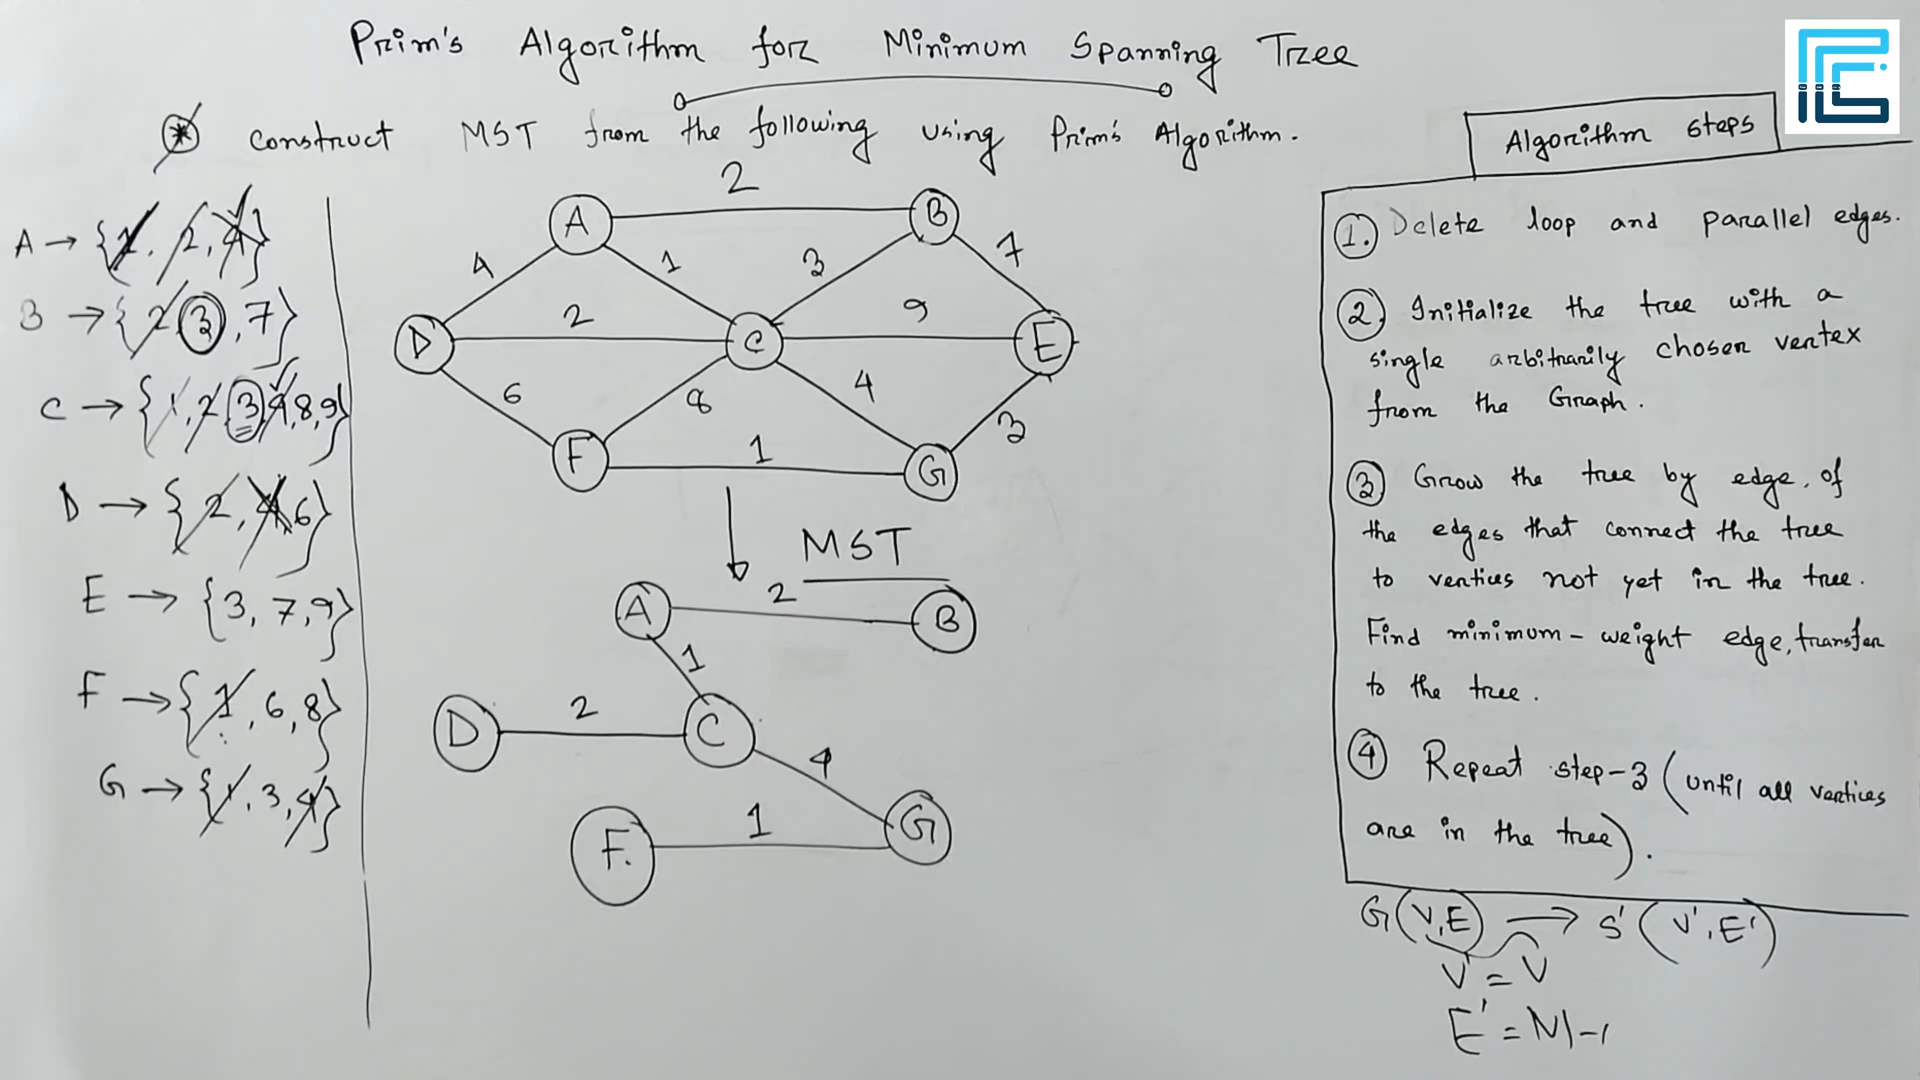 Prim's Algorithm for Minimum Spanning Tree
* Construct MST from the following using Prim's Algorithm.
A → {1, 2, 4}
B → {2, 3, 7}
C → {1, 2, 3, 4, 8, 9}
D → {2, 4, 6}
E → {3, 7, 9}
F → {1, 6, 8}
G → {1, 3, 4}
2
A B
4 1 3 7
2 9
D C E
6 8 4 3
1
F G
MST
2
A B
1
2
D C
4
1
F. G
Algorithm steps
1. Delete loop and parallel edges.
2. Initialize the tree with a
single arbitrarily chosen vertex
from the Graph.
3 Grow the tree by edge, of
the edges that connect the tree
to vertices not yet in the tree.
Find minimum-weight edge, transfer
to the tree.
4 Repeat step-3 (until all vertices
are in the tree).
G(V,E) → S'(V',E')
V' = V
E' = N-1